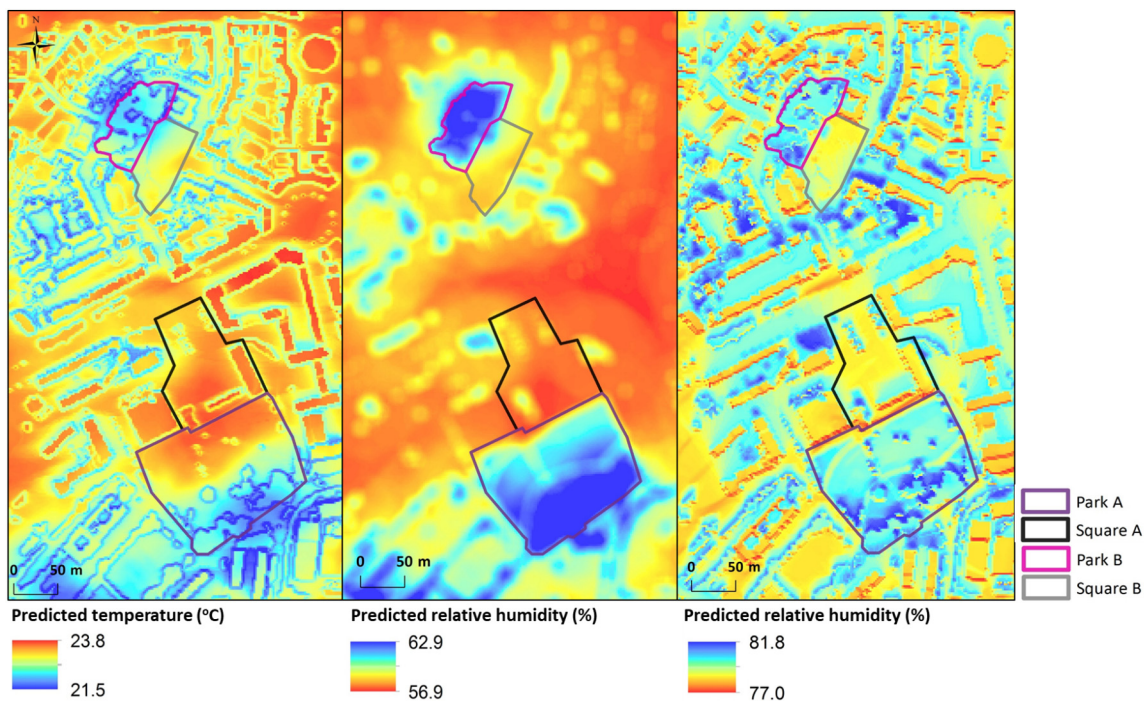 N
0 50 m
0 50 m
0 50 m
Park A
Square A
Park B
Square B
Predicted temperature (°C)
Predicted relative humidity (%)
Predicted relative humidity (%)
23.8
21.5
62.9
56.9
81.8
77.0